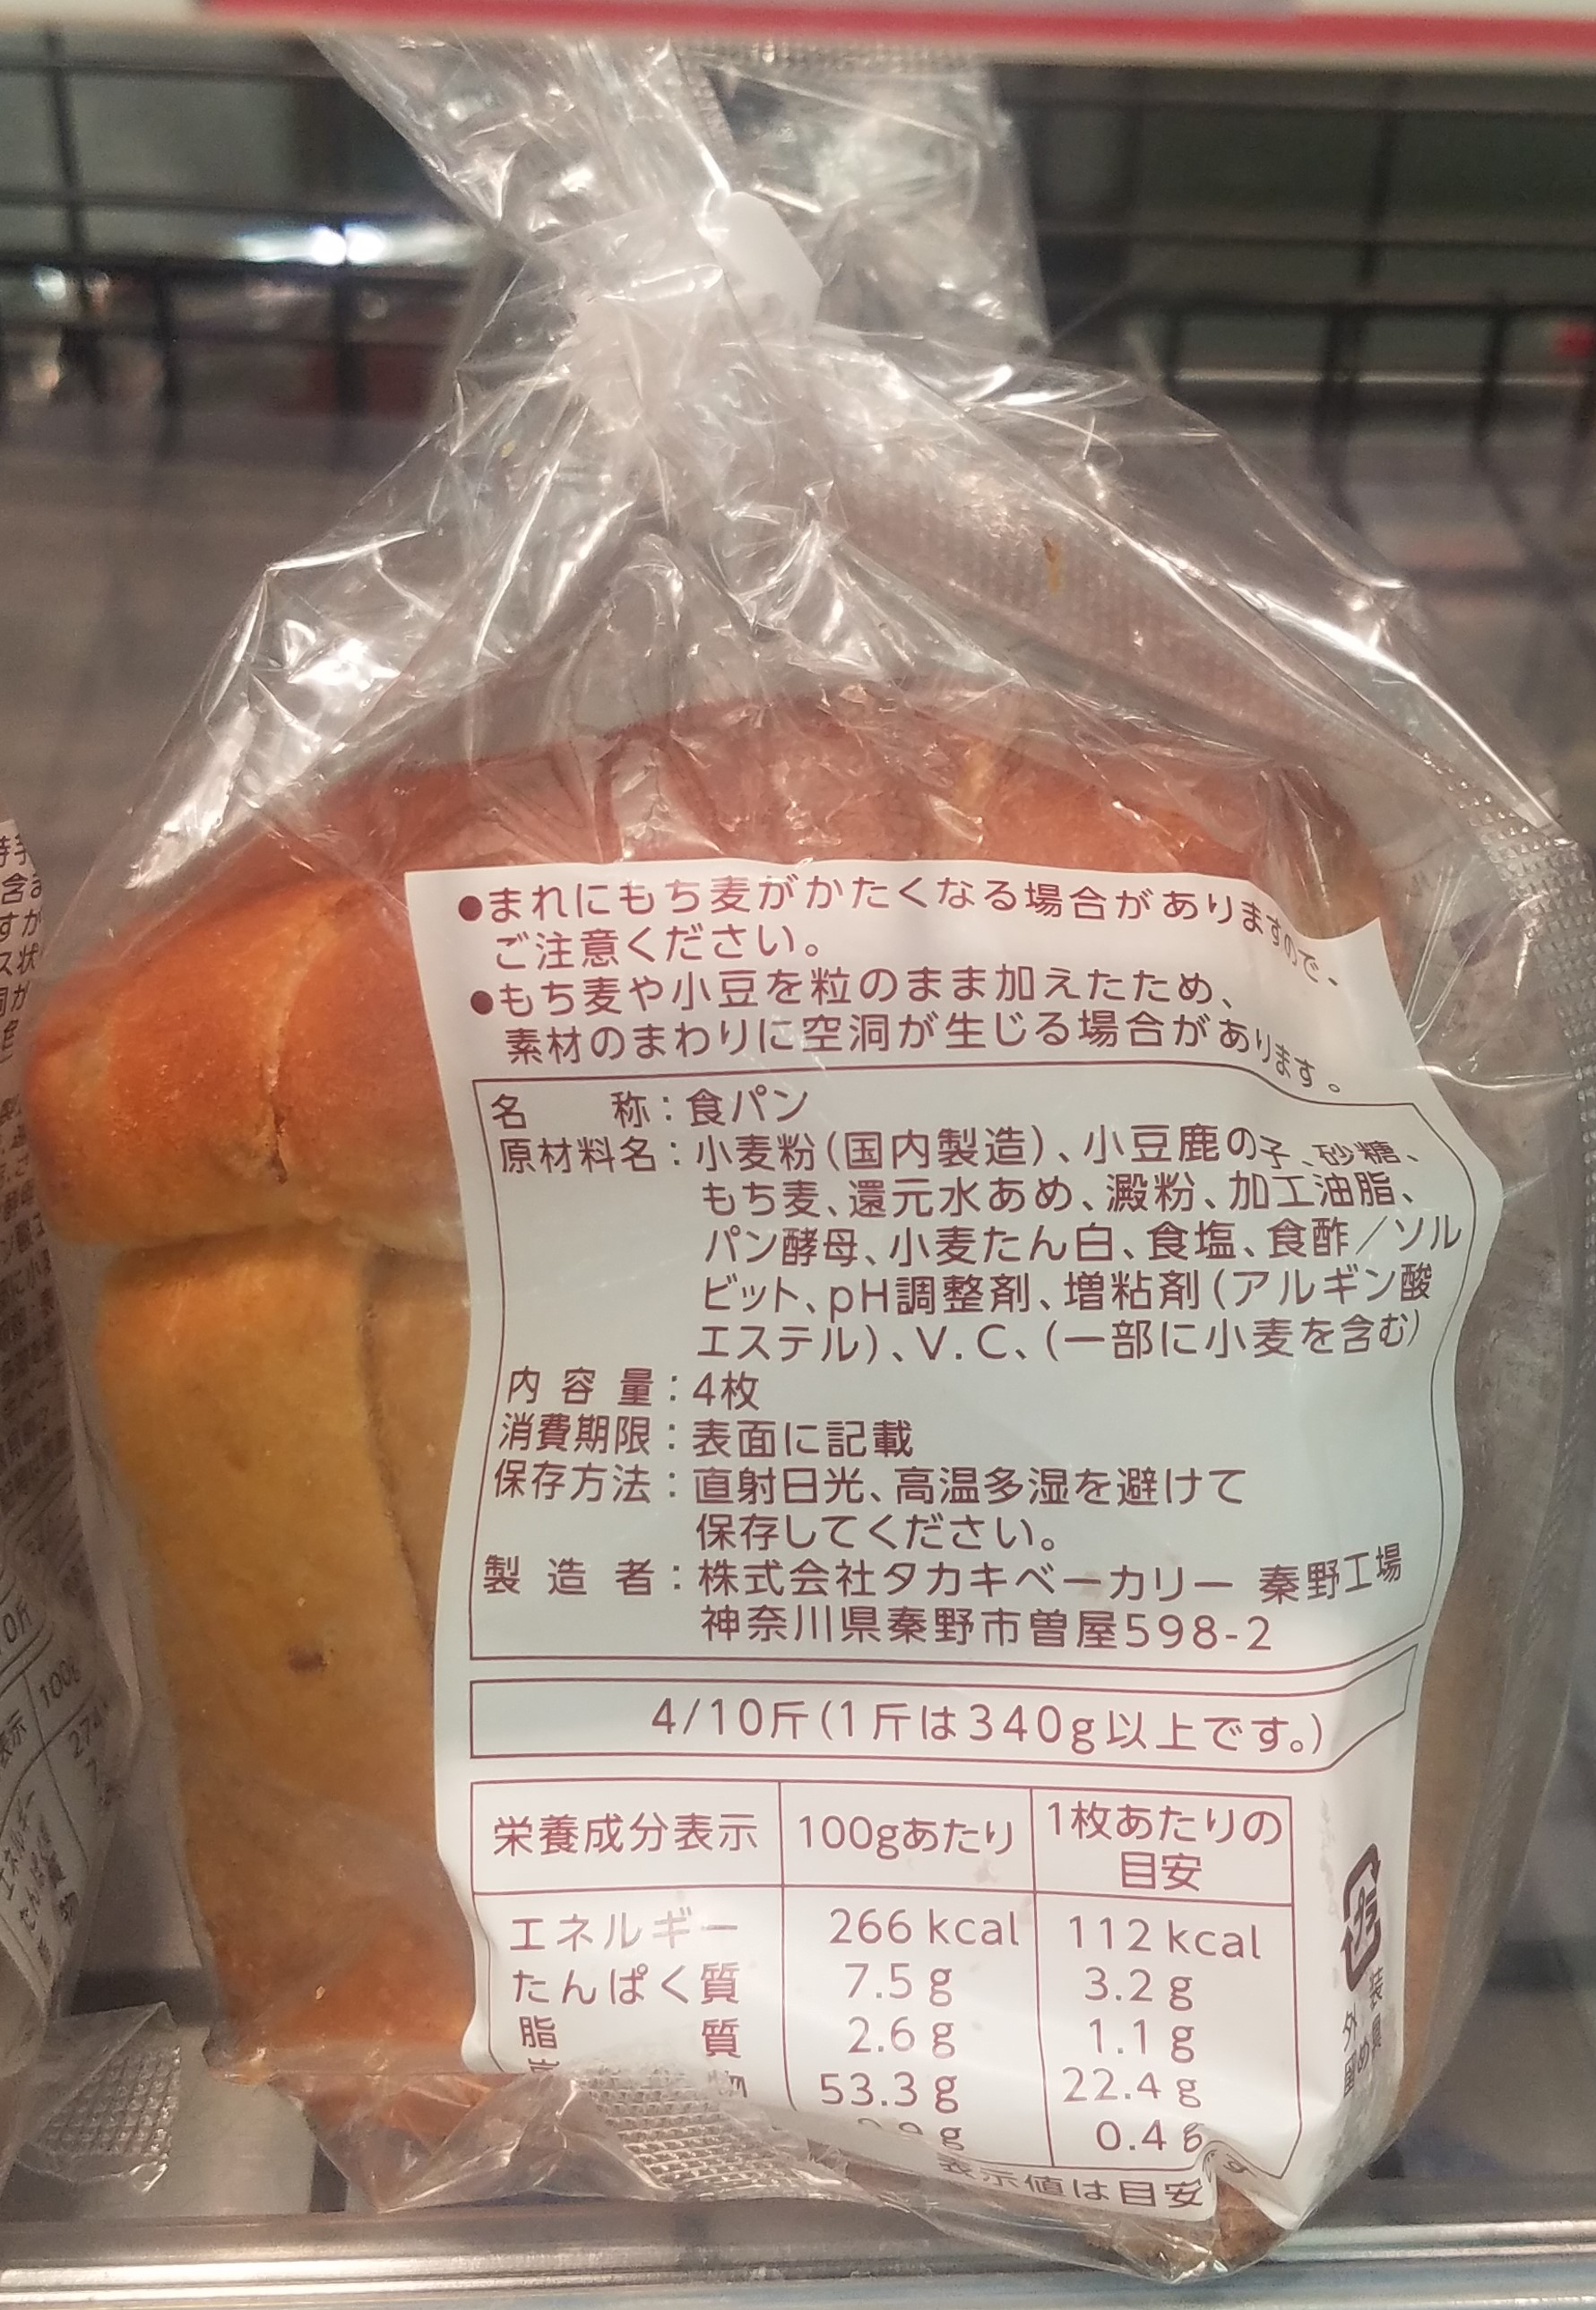 ●まれにもち麦がかたくなる場合がありますので、
ご注意ください。
●もち麦や小豆を粒のまま加えたため、
素材のまわりに空洞が生じる場合があります。
名　　称：食パン
原材料名：小麦粉（国内製造）、小豆鹿の子、砂糖、
もち麦、還元水あめ、澱粉、加工油脂、
パン酵母、小麦たん白、食塩、食酢／ソル
ビット、pH調整剤、増粘剤（アルギン酸
エステル）、V.C、（一部に小麦を含む）
内 容 量：4枚
消費期限：表面に記載
保存方法：直射日光、高温多湿を避けて
保存してください。
製 造 者：株式会社タカキベーカリー 秦野工場
神奈川県秦野市曽屋598-2
4/10斤（1斤は340g以上です。）
栄養成分表示 100gあたり 1枚あたりの
目安
エネルギー 266 kcal 112 kcal
たんぱく質 7.5 g 3.2 g
脂　　質 2.6 g 1.1 g
物 53.3 g 22.4 g
g 0.4 g
表示値は目安
外装
留め具